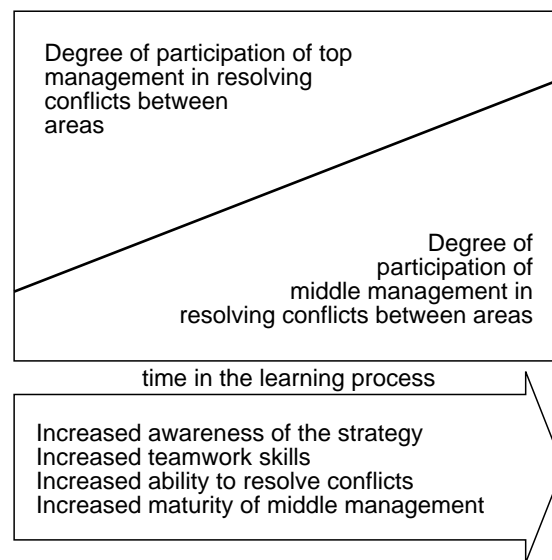 Degree of participation of top
management in resolving
conflicts between
areas
Degree of
participation of
middle management in
resolving conflicts between areas
time in the learning process
Increased awareness of the strategy
Increased teamwork skills
Increased ability to resolve conflicts
Increased maturity of middle management